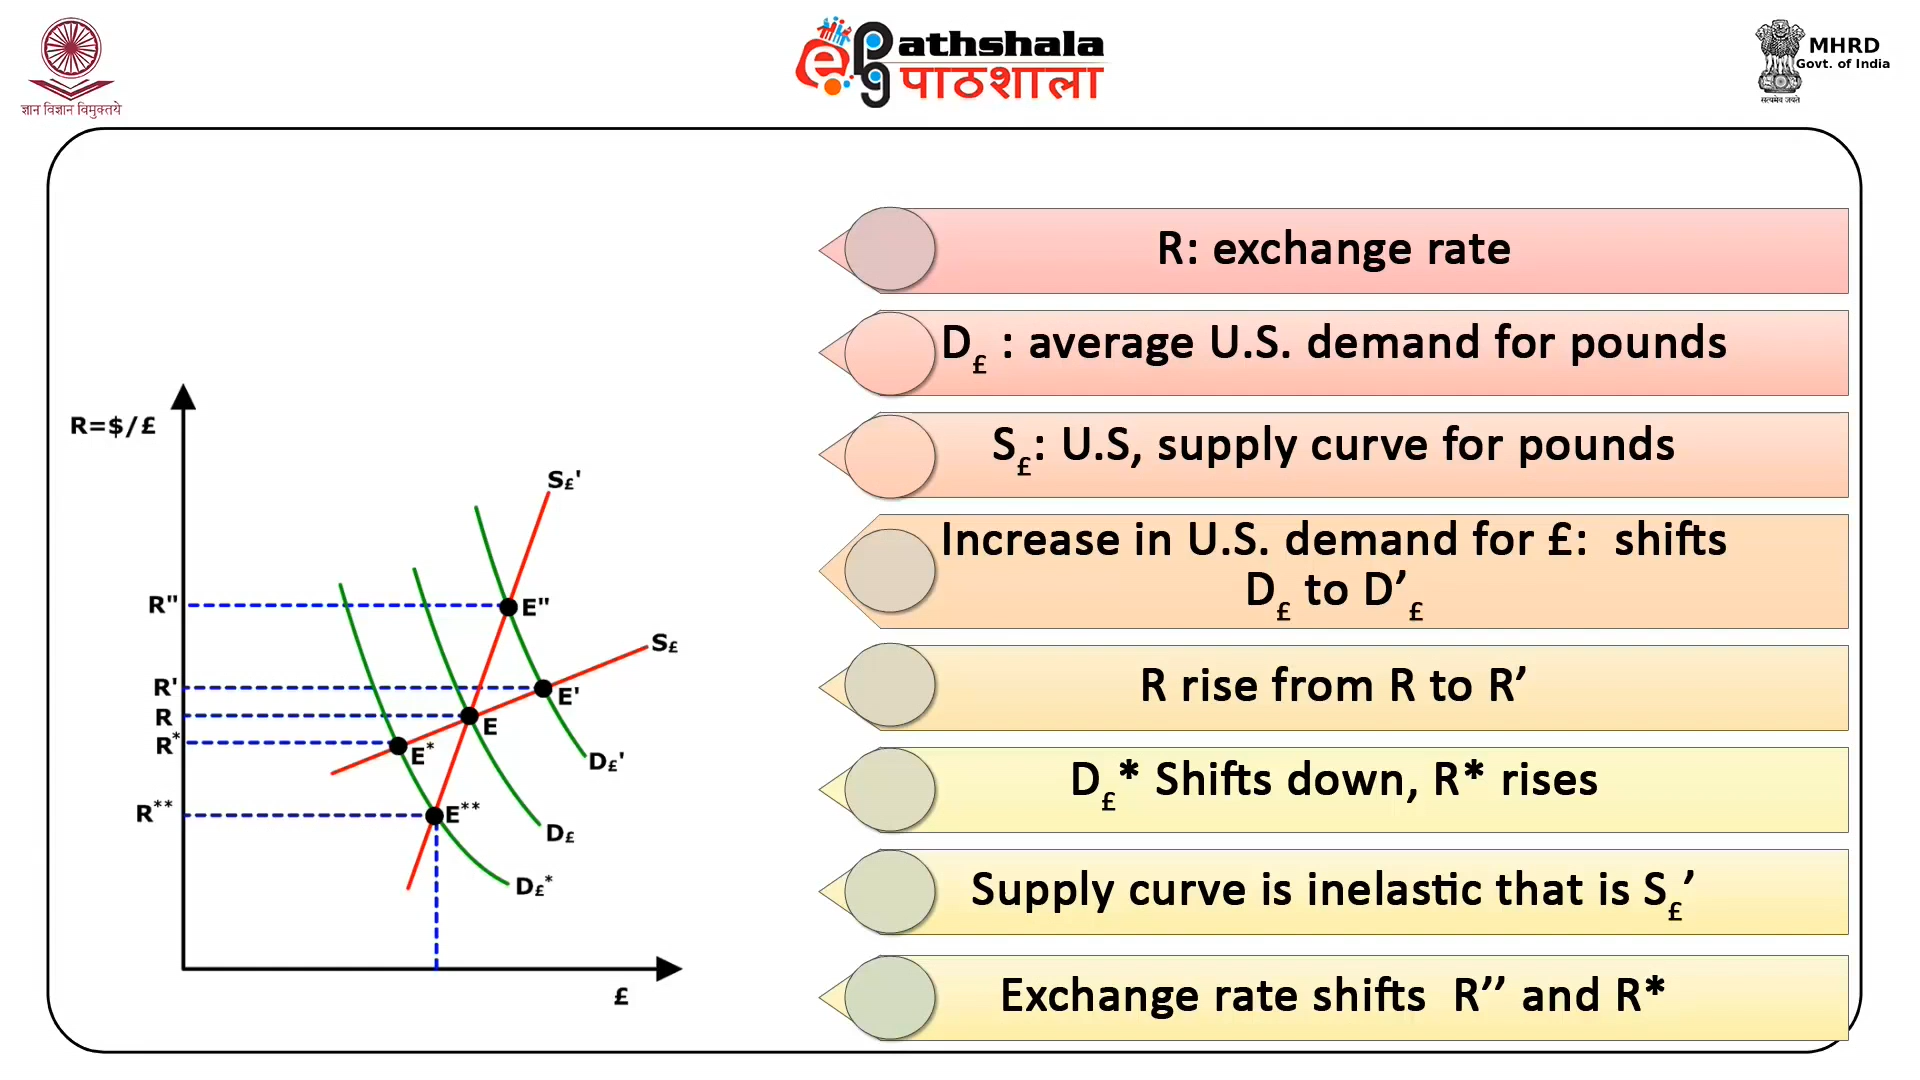 ज्ञान विज्ञान विमुक्तये
e PG athshala
पाठशाला
MHRD
Govt. of India
सत्यमेव जयते
R=$/£
S£'
R"
E"
S£
R'
E'
R
E
R*
E*
D£'
R**
E**
D£
D£*
£
R: exchange rate
D£ : average U.S. demand for pounds
S£: U.S, supply curve for pounds
Increase in U.S. demand for £: shifts
D£ to D’£
R rise from R to R’
D£* Shifts down, R* rises
Supply curve is inelastic that is S£’
Exchange rate shifts R’’ and R*